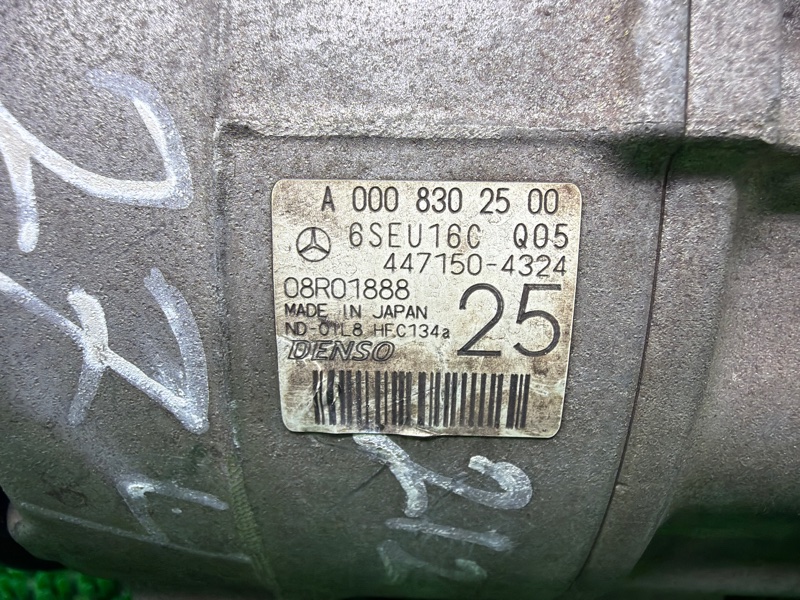 A 000 830 25 00
6SEU16C Q05
447150-4324
08R01888
MADE IN JAPAN
ND-OIL8 HFC134a
25
DENSO